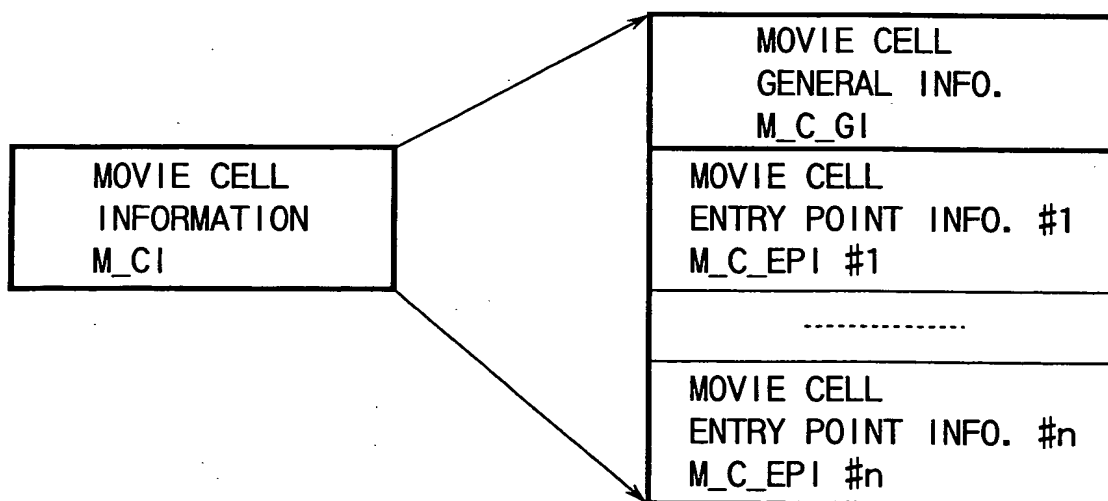 MOVIE CELL
INFORMATION
M_CI
MOVIE CELL
GENERAL INFO.
M_C_GI
MOVIE CELL
ENTRY POINT INFO. #1
M_C_EPI #1
---------------
MOVIE CELL
ENTRY POINT INFO. #n
M_C_EPI #n